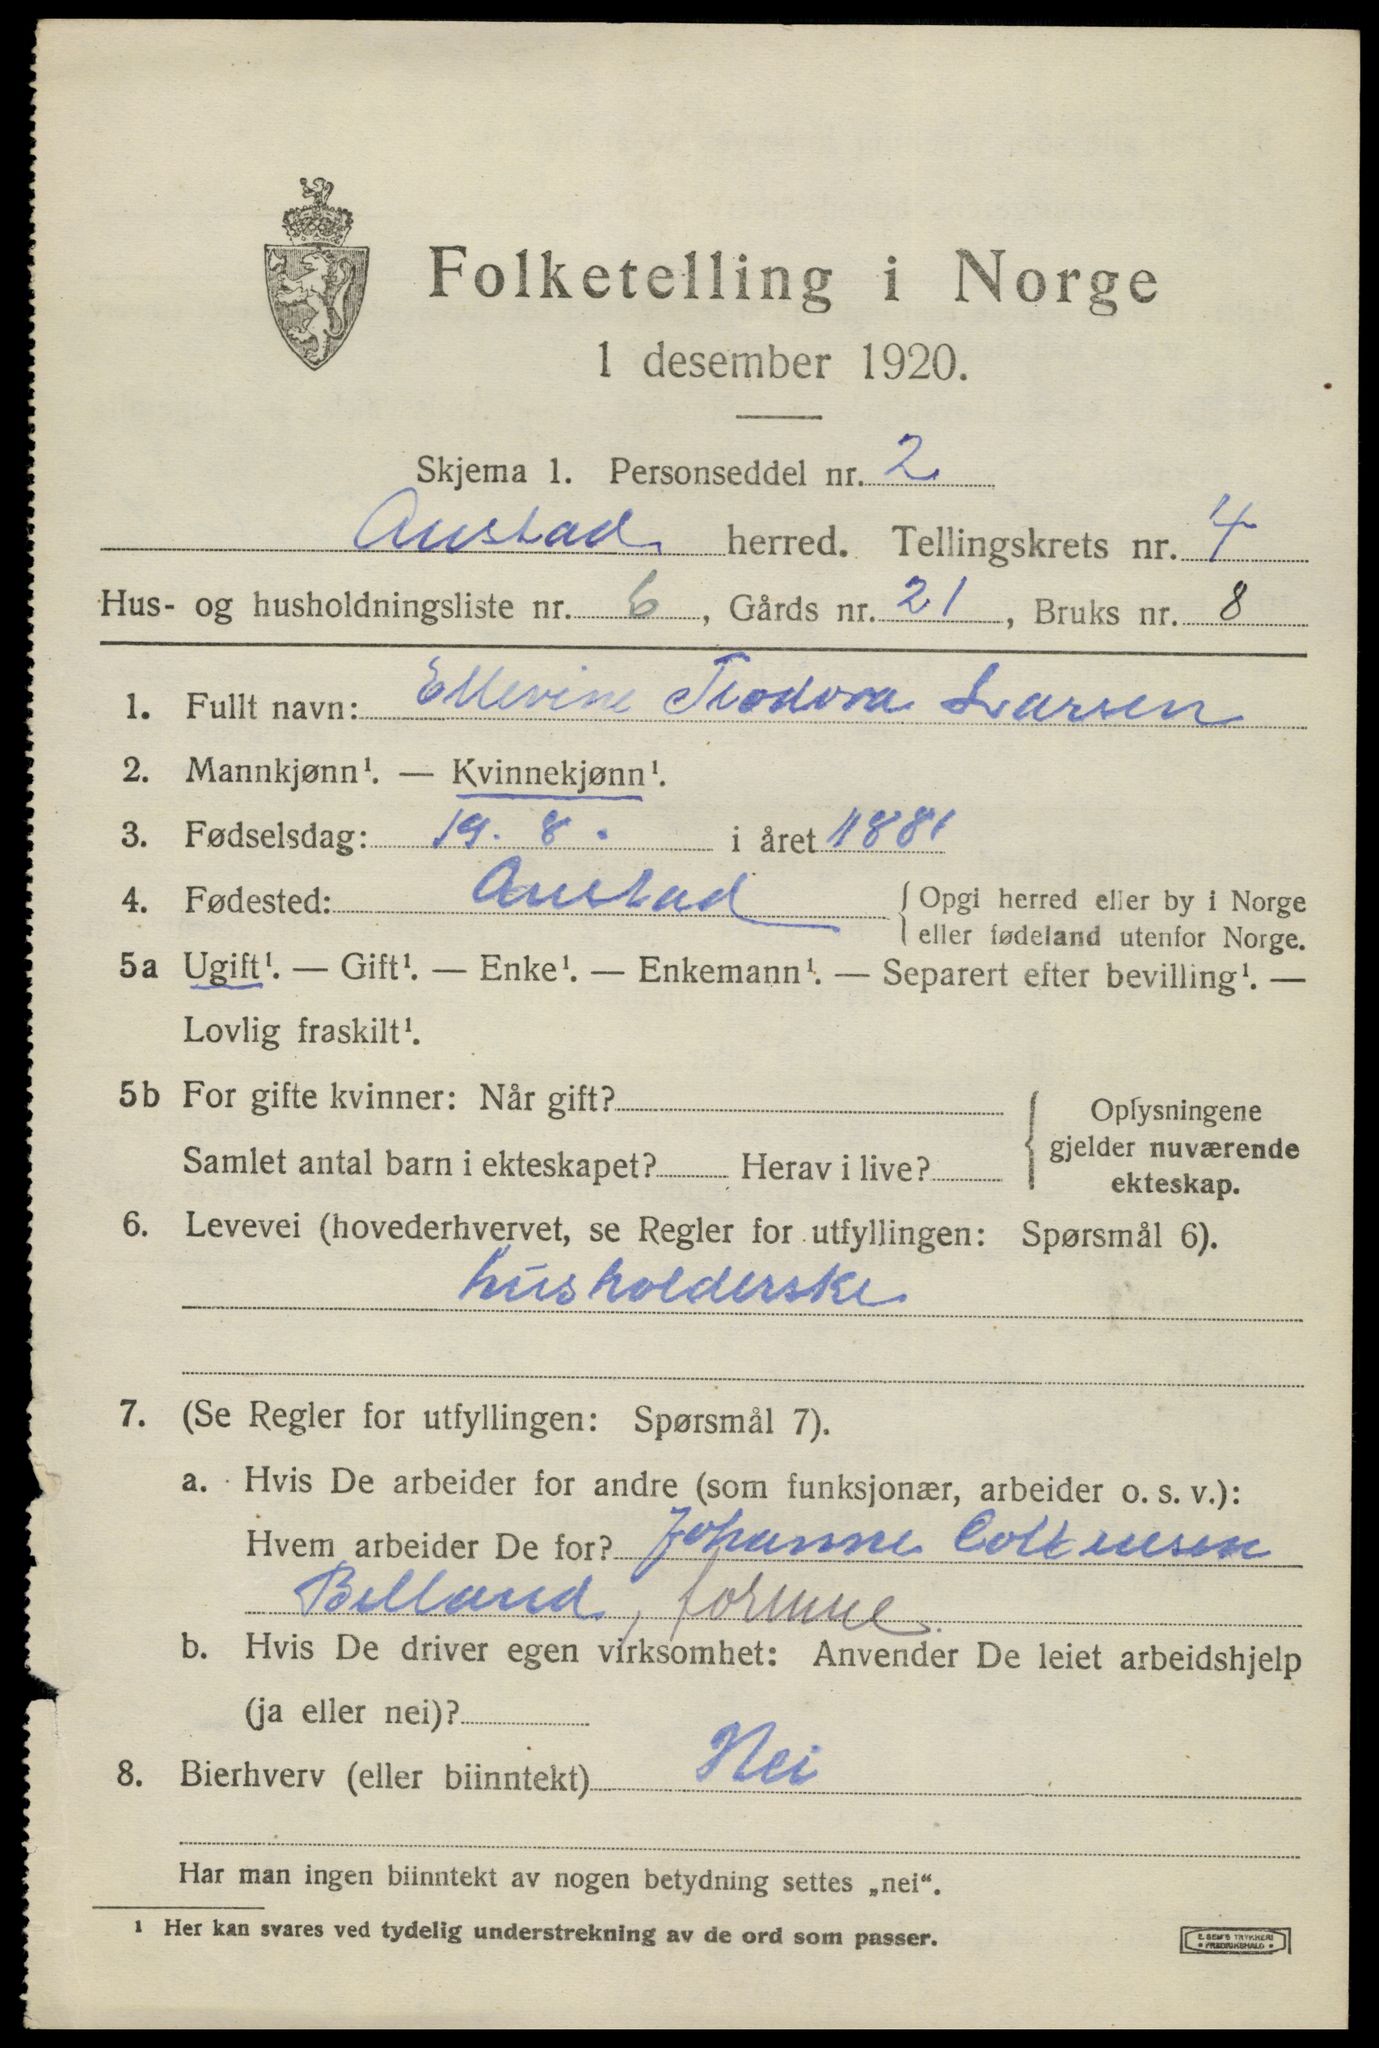 Folketelling i Norge
1 desember 1920.
Skjema 1. Personseddel nr. 2
Austad herred. Tellingskrets nr. 4
Hus- og husholdningsliste nr. 6, Gårds nr. 21, Bruks nr. 8
1. Fullt navn: Ellevine Teodora Larsen
2. Mannkjønn¹. — Kvinnekjønn¹.
3. Fødselsdag: 19. 8. i året 1881
4. Fødested: Austad { Opgi herred eller by i Norge
eller fødeland utenfor Norge.
5a Ugift¹. — Gift¹. — Enke¹. — Enkemann¹. — Separert efter bevilling¹. —
Lovlig fraskilt¹.
5b For gifte kvinner: Når gift?
Samlet antal barn i ekteskapet? Herav i live?
Oplysningene
gjelder nuværende
ekteskap.
6. Levevei (hovederhvervet, se Regler for utfyllingen: Spørsmål 6).
husholderske
7. (Se Regler for utfyllingen: Spørsmål 7).
a. Hvis De arbeider for andre (som funksjonær, arbeider o. s. v.):
Hvem arbeider De for? Johanne
Belland,
b. Hvis De driver egen virksomhet: Anvender De leiet arbeidshjelp
(ja eller nei)?
8. Bierhverv (eller biinntekt) Nei
Har man ingen biinntekt av nogen betydning settes „nei“.
¹ Her kan svares ved tydelig understrekning av de ord som passer.
E. SEM'S TRYKKERI
• FREDRIKSHALD •